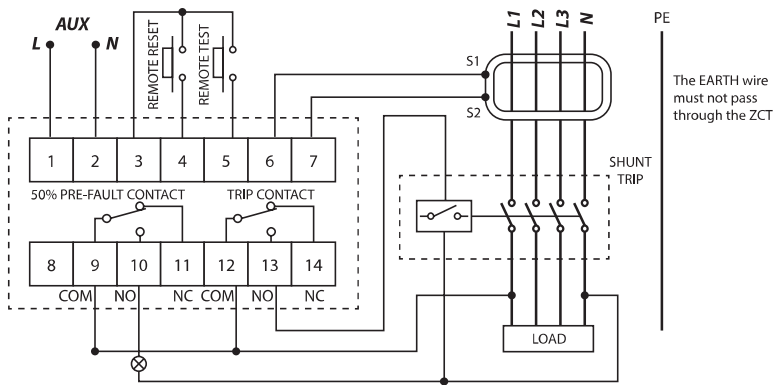 AUX
L N
REMOTE RESET
REMOTE TEST
L1 L2 L3 N
PE
S1
S2
The EARTH wire
must not pass
through the ZCT
1 2 3 4 5 6 7
50% PRE-FAULT CONTACT
TRIP CONTACT
SHUNT
TRIP
8 9 10 11 12 13 14
COM NO NC COM NO NC
LOAD